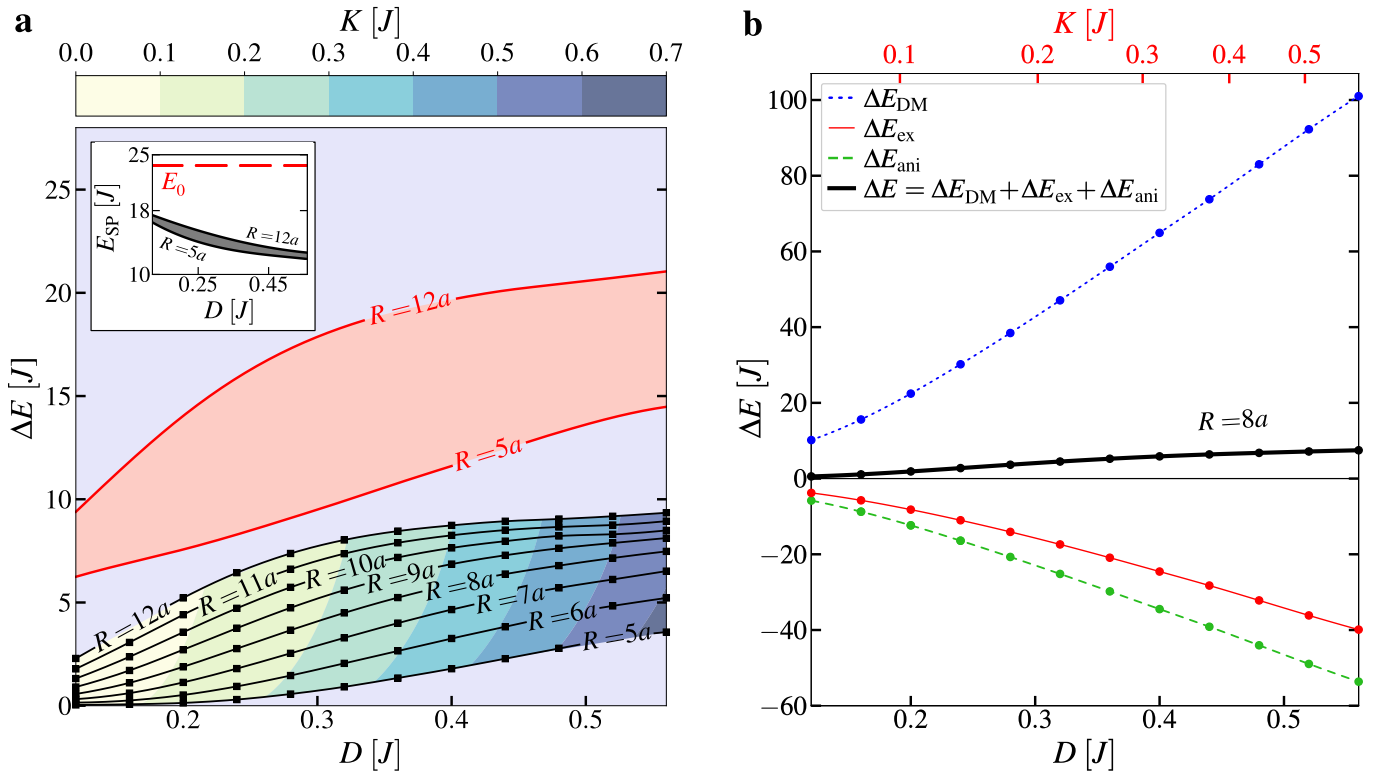 a
K [J]
0.0 0.1 0.2 0.3 0.4 0.5 0.6 0.7
ΔE [J]
25
20
15
10
5
0
0.2 0.3 0.4 0.5
D [J]
25
18
10
E_SP [J]
E_0
R=12a
R=5a
0.25 0.45
D [J]
R=12a
R=5a
R=12a
R=11a
R=10a
R=9a
R=8a
R=7a
R=6a
R=5a
b
K [J]
0.1 0.2 0.3 0.4 0.5
ΔE_DM
ΔE_ex
ΔE_ani
ΔE = ΔE_DM+ΔE_ex+ΔE_ani
R=8a
ΔE [J]
100
80
60
40
20
0
−20
−40
−60
0.2 0.3 0.4 0.5
D [J]